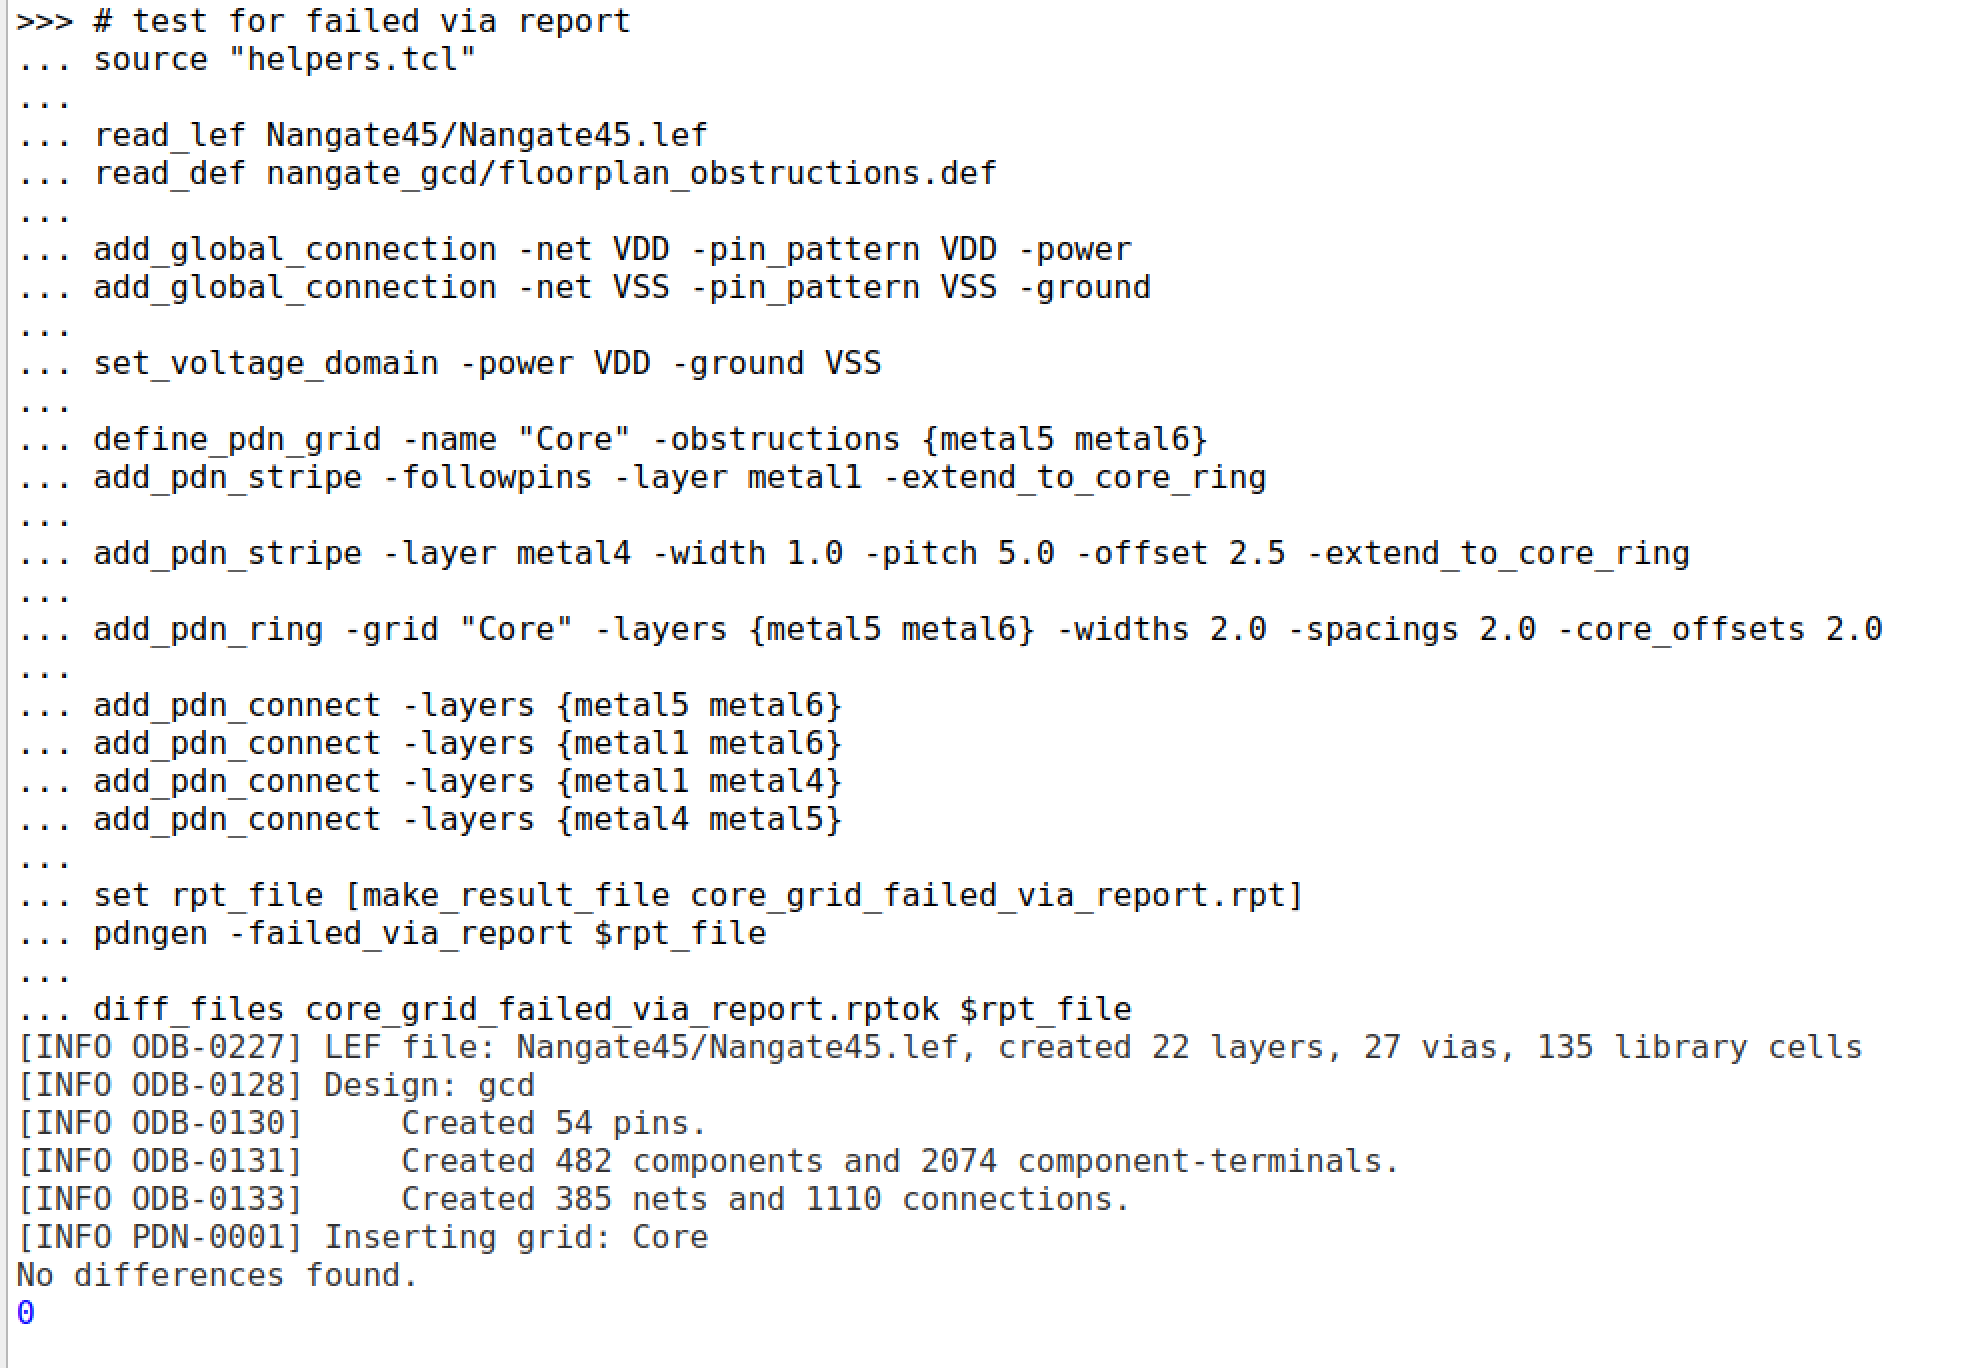 >>> # test for failed via report
... source "helpers.tcl"
...
... read_lef Nangate45/Nangate45.lef
... read_def nangate_gcd/floorplan_obstructions.def
...
... add_global_connection -net VDD -pin_pattern VDD -power
... add_global_connection -net VSS -pin_pattern VSS -ground
...
... set_voltage_domain -power VDD -ground VSS
...
... define_pdn_grid -name "Core" -obstructions {metal5 metal6}
... add_pdn_stripe -followpins -layer metal1 -extend_to_core_ring
...
... add_pdn_stripe -layer metal4 -width 1.0 -pitch 5.0 -offset 2.5 -extend_to_core_ring
...
... add_pdn_ring -grid "Core" -layers {metal5 metal6} -widths 2.0 -spacings 2.0 -core_offsets 2.0
...
... add_pdn_connect -layers {metal5 metal6}
... add_pdn_connect -layers {metal1 metal6}
... add_pdn_connect -layers {metal1 metal4}
... add_pdn_connect -layers {metal4 metal5}
...
... set rpt_file [make_result_file core_grid_failed_via_report.rpt]
... pdngen -failed_via_report $rpt_file
...
... diff_files core_grid_failed_via_report.rptok $rpt_file
[INFO ODB-0227] LEF file: Nangate45/Nangate45.lef, created 22 layers, 27 vias, 135 library cells
[INFO ODB-0128] Design: gcd
[INFO ODB-0130]     Created 54 pins.
[INFO ODB-0131]     Created 482 components and 2074 component-terminals.
[INFO ODB-0133]     Created 385 nets and 1110 connections.
[INFO PDN-0001] Inserting grid: Core
No differences found.
0